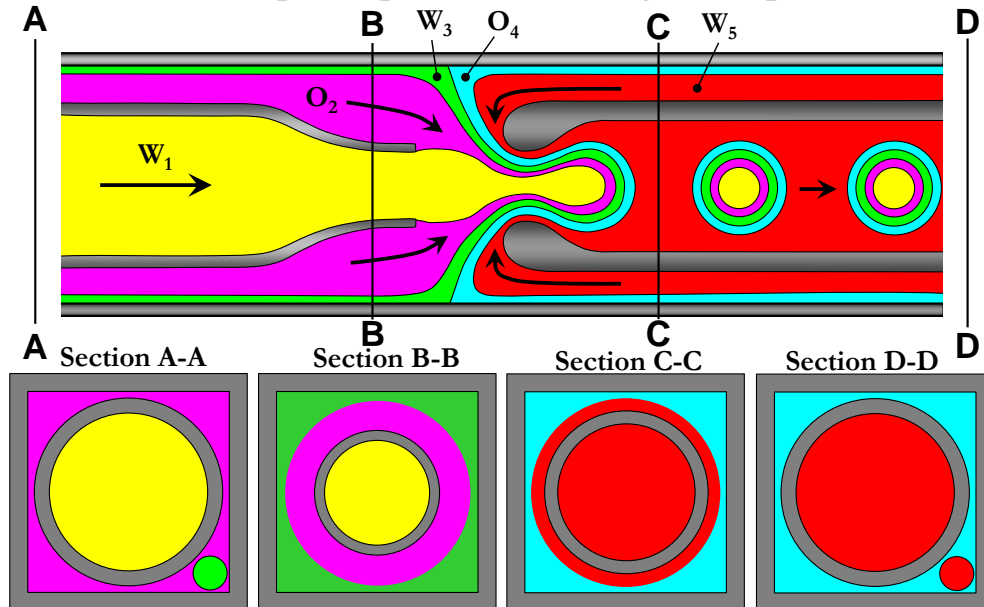 A
B
W3
O4
C
W5
D
O2
W1
A
B
C
D
Section A-A
Section B-B
Section C-C
Section D-D